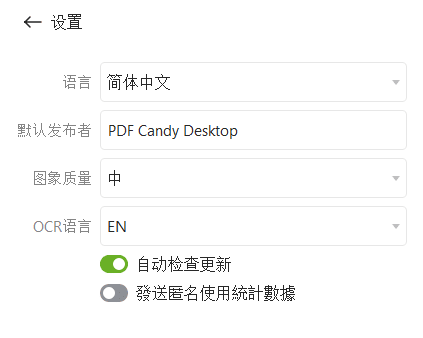 设置
语言 简体中文
默认发布者 PDF Candy Desktop
图象质量 中
OCR语言 EN
自动检查更新
發送匿名使用統計數據